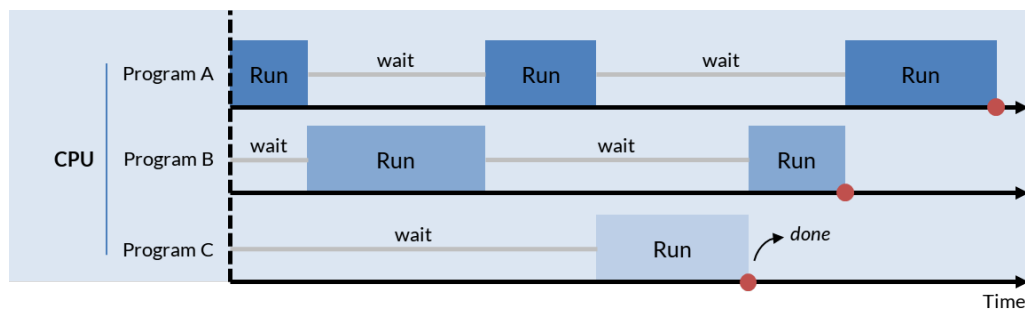 Program A Run wait Run wait Run
CPU Program B wait Run wait Run
Program C wait Run done
Time